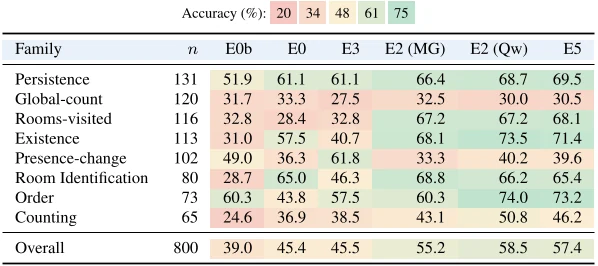 Accuracy (%): 20 34 48 61 75
Family n E0b E0 E3 E2 (MG) E2 (Qw) E5
Persistence 131 51.9 61.1 61.1 66.4 68.7 69.5
Global-count 120 31.7 33.3 27.5 32.5 30.0 30.5
Rooms-visited 116 32.8 28.4 32.8 67.2 67.2 68.1
Existence 113 31.0 57.5 40.7 68.1 73.5 71.4
Presence-change 102 49.0 36.3 61.8 33.3 40.2 39.6
Room Identification 80 28.7 65.0 46.3 68.8 66.2 65.4
Order 73 60.3 43.8 57.5 60.3 74.0 73.2
Counting 65 24.6 36.9 38.5 43.1 50.8 46.2
Overall 800 39.0 45.4 45.5 55.2 58.5 57.4